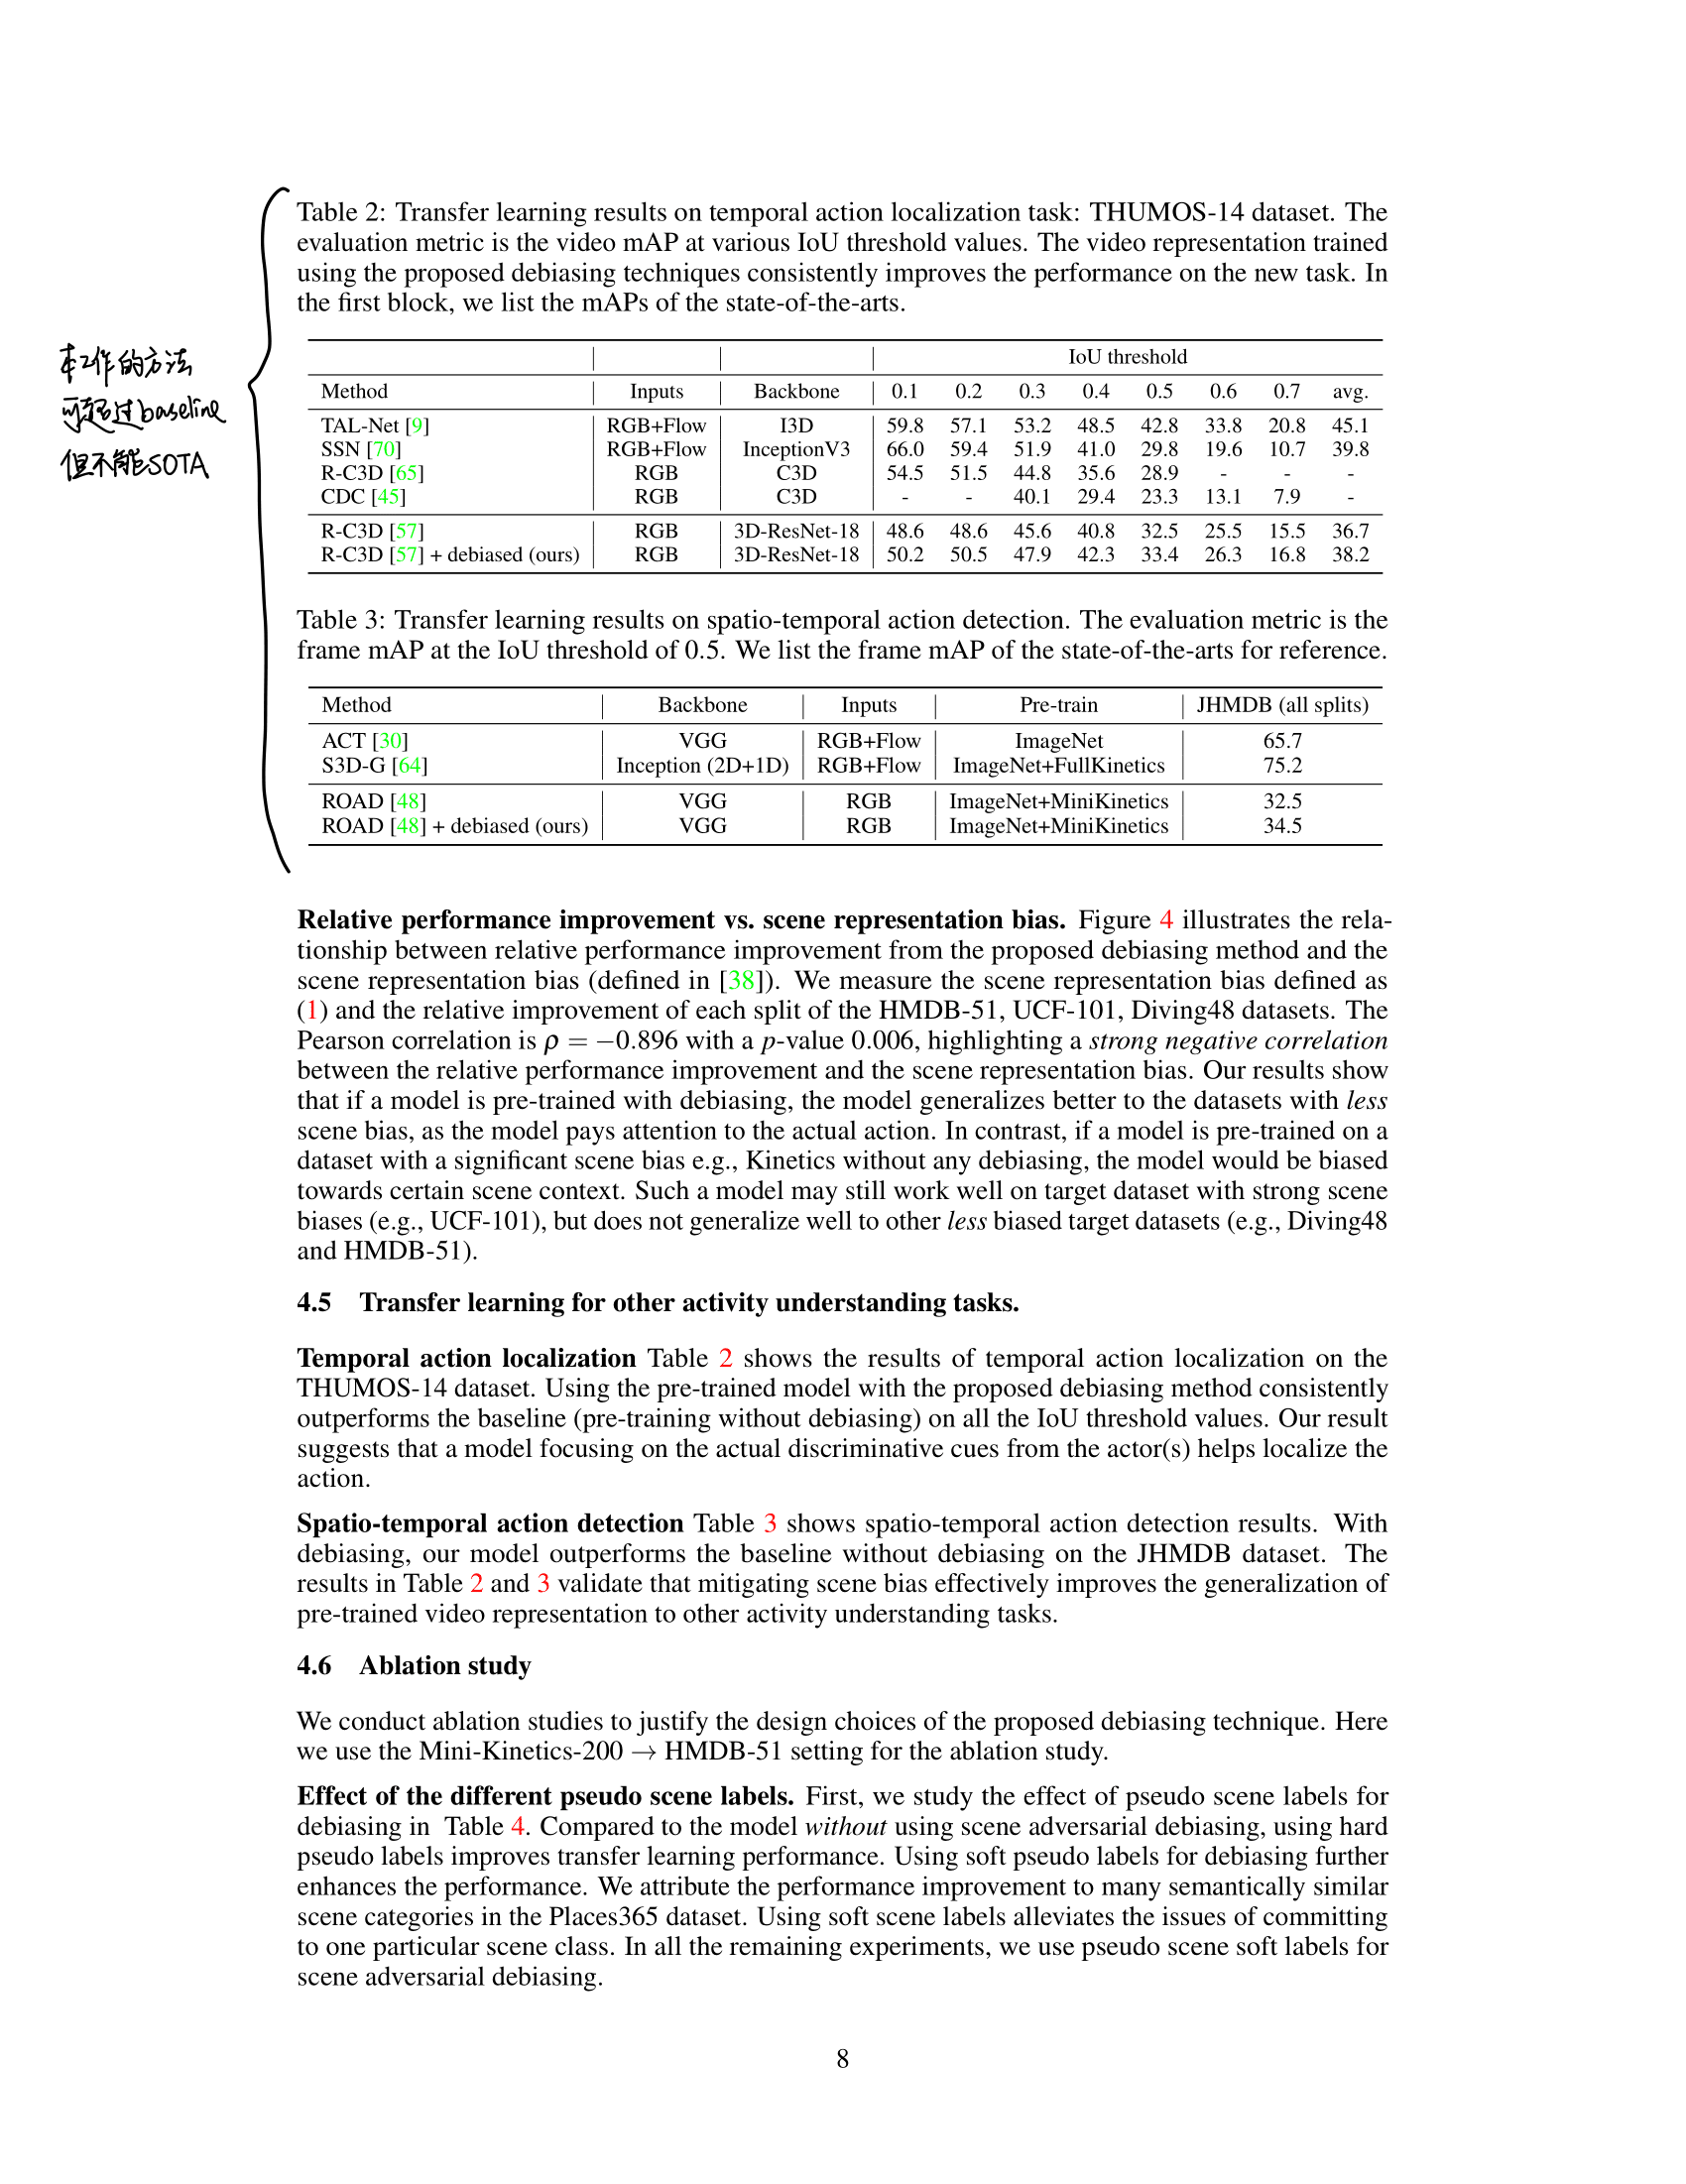 本工作的方法
可超过baseline
但不能SOTA
Table 2: Transfer learning results on temporal action localization task: THUMOS-14 dataset. The
evaluation metric is the video mAP at various IoU threshold values. The video representation trained
using the proposed debiasing techniques consistently improves the performance on the new task. In
the first block, we list the mAPs of the state-of-the-arts.
IoU threshold
Method Inputs Backbone 0.1 0.2 0.3 0.4 0.5 0.6 0.7 avg.
TAL-Net [9] RGB+Flow I3D 59.8 57.1 53.2 48.5 42.8 33.8 20.8 45.1
SSN [70] RGB+Flow InceptionV3 66.0 59.4 51.9 41.0 29.8 19.6 10.7 39.8
R-C3D [65] RGB C3D 54.5 51.5 44.8 35.6 28.9 - - -
CDC [45] RGB C3D - - 40.1 29.4 23.3 13.1 7.9 -
R-C3D [57] RGB 3D-ResNet-18 48.6 48.6 45.6 40.8 32.5 25.5 15.5 36.7
R-C3D [57] + debiased (ours) RGB 3D-ResNet-18 50.2 50.5 47.9 42.3 33.4 26.3 16.8 38.2
Table 3: Transfer learning results on spatio-temporal action detection. The evaluation metric is the
frame mAP at the IoU threshold of 0.5. We list the frame mAP of the state-of-the-arts for reference.
Method Backbone Inputs Pre-train JHMDB (all splits)
ACT [30] VGG RGB+Flow ImageNet 65.7
S3D-G [64] Inception (2D+1D) RGB+Flow ImageNet+FullKinetics 75.2
ROAD [48] VGG RGB ImageNet+MiniKinetics 32.5
ROAD [48] + debiased (ours) VGG RGB ImageNet+MiniKinetics 34.5
Relative performance improvement vs. scene representation bias. Figure 4 illustrates the rela-
tionship between relative performance improvement from the proposed debiasing method and the
scene representation bias (defined in [38]). We measure the scene representation bias defined as
(1) and the relative improvement of each split of the HMDB-51, UCF-101, Diving48 datasets. The
Pearson correlation is ρ = −0.896 with a p-value 0.006, highlighting a strong negative correlation
between the relative performance improvement and the scene representation bias. Our results show
that if a model is pre-trained with debiasing, the model generalizes better to the datasets with less
scene bias, as the model pays attention to the actual action. In contrast, if a model is pre-trained on a
dataset with a significant scene bias e.g., Kinetics without any debiasing, the model would be biased
towards certain scene context. Such a model may still work well on target dataset with strong scene
biases (e.g., UCF-101), but does not generalize well to other less biased target datasets (e.g., Diving48
and HMDB-51).
4.5 Transfer learning for other activity understanding tasks.
Temporal action localization Table 2 shows the results of temporal action localization on the
THUMOS-14 dataset. Using the pre-trained model with the proposed debiasing method consistently
outperforms the baseline (pre-training without debiasing) on all the IoU threshold values. Our result
suggests that a model focusing on the actual discriminative cues from the actor(s) helps localize the
action.
Spatio-temporal action detection Table 3 shows spatio-temporal action detection results. With
debiasing, our model outperforms the baseline without debiasing on the JHMDB dataset. The
results in Table 2 and 3 validate that mitigating scene bias effectively improves the generalization of
pre-trained video representation to other activity understanding tasks.
4.6 Ablation study
We conduct ablation studies to justify the design choices of the proposed debiasing technique. Here
we use the Mini-Kinetics-200 → HMDB-51 setting for the ablation study.
Effect of the different pseudo scene labels. First, we study the effect of pseudo scene labels for
debiasing in Table 4. Compared to the model without using scene adversarial debiasing, using hard
pseudo labels improves transfer learning performance. Using soft pseudo labels for debiasing further
enhances the performance. We attribute the performance improvement to many semantically similar
scene categories in the Places365 dataset. Using soft scene labels alleviates the issues of committing
to one particular scene class. In all the remaining experiments, we use pseudo scene soft labels for
scene adversarial debiasing.
8